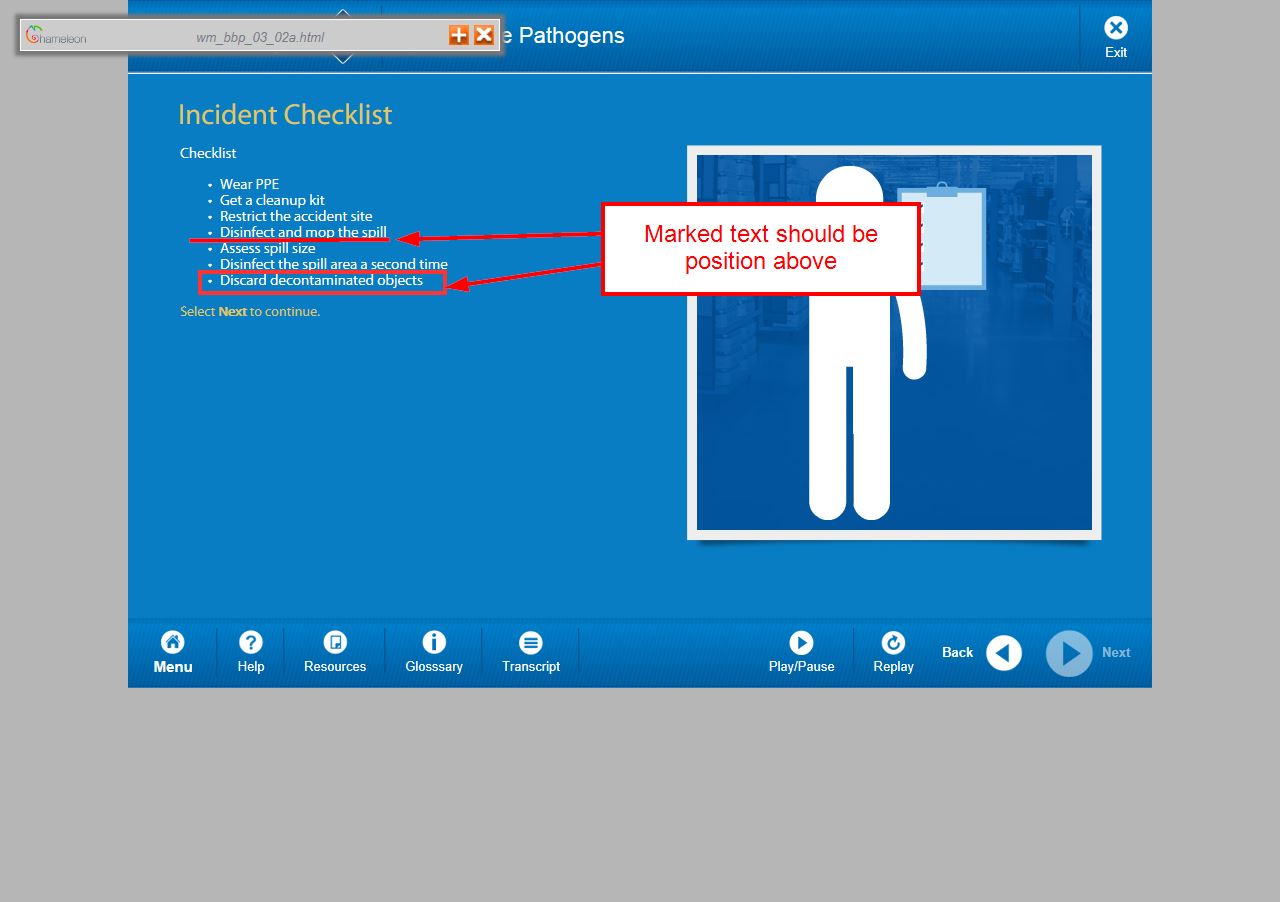 Chameleon
wm_bbp_03_02a.html
e Pathogens
Exit
Incident Checklist
Checklist
• Wear PPE
• Get a cleanup kit
• Restrict the accident site
• Disinfect and mop the spill
• Assess spill size
• Disinfect the spill area a second time
• Discard decontaminated objects
Select Next to continue.
Marked text should be
position above
Menu
Help
Resources
Glosssary
Transcript
Play/Pause
Replay
Back
Next